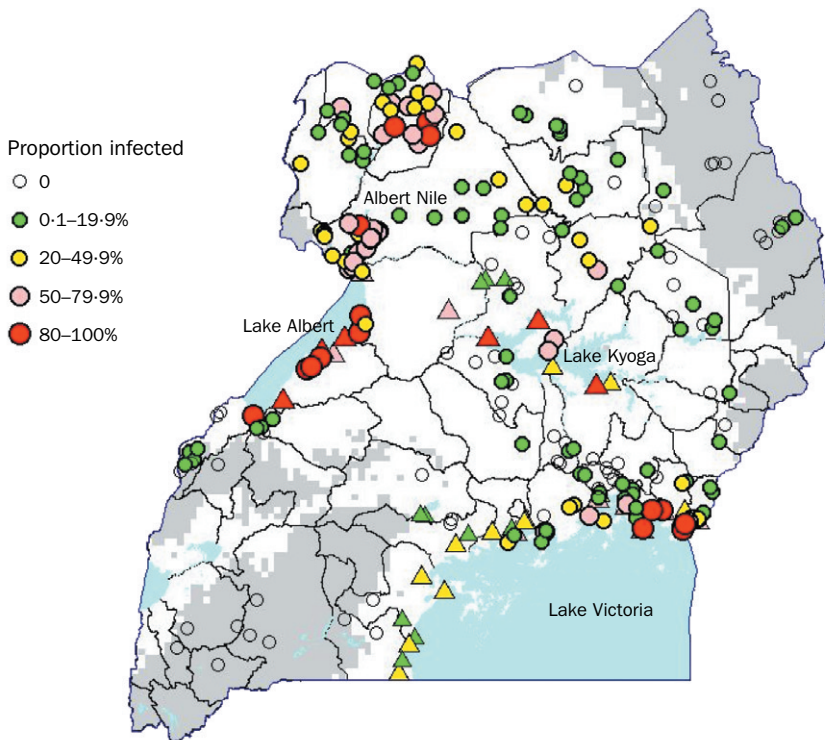 Proportion infected
0
0·1–19·9%
20–49·9%
50–79·9%
80–100%
Albert Nile
Lake Albert
Lake Kyoga
Lake Victoria